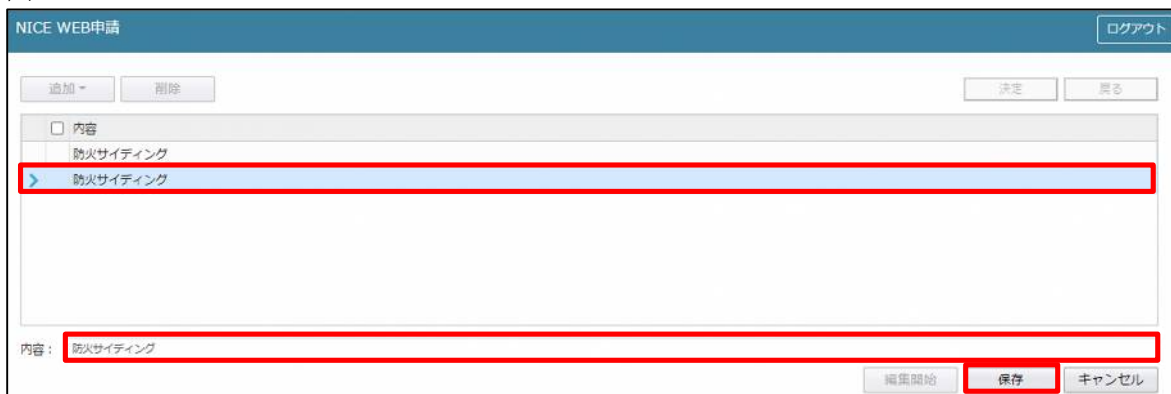 NICE WEB申請 ログアウト
追加 削除 決定 戻る
内容
防火サイディング
防火サイディング
内容： 防火サイディング
編集開始 保存 キャンセル